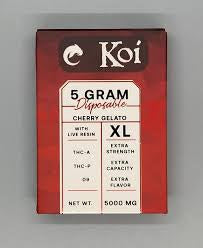 Koi
5 GRAM
Disposable
CHERRY GELATO
WITH
LIVE RESIN
XL
THC-A
EXTRA
STRENGTH
THC-P
EXTRA
CAPACITY
D9
EXTRA
FLAVOR
NET WT.
5000 MG